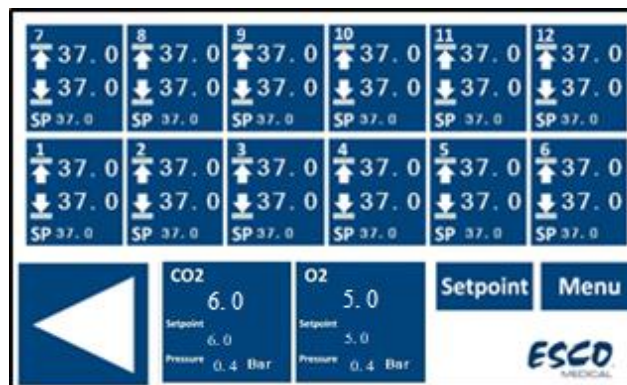 7 8 9 10 11 12
37.0 37.0 37.0 37.0 37.0 37.0
37.0 37.0 37.0 37.0 37.0 37.0
SP 37.0 SP 37.0 SP 37.0 SP 37.0 SP 37.0 SP 37.0
1 2 3 4 5 6
37.0 37.0 37.0 37.0 37.0 37.0
37.0 37.0 37.0 37.0 37.0 37.0
SP 37.0 SP 37.0 SP 37.0 SP 37.0 SP 37.0 SP 37.0
CO2
6.0
Setpoint
6.0
Pressure 0.4 Bar
O2
5.0
Setpoint
5.0
Pressure 0.4 Bar
Setpoint
Menu
ESCO
MEDICAL